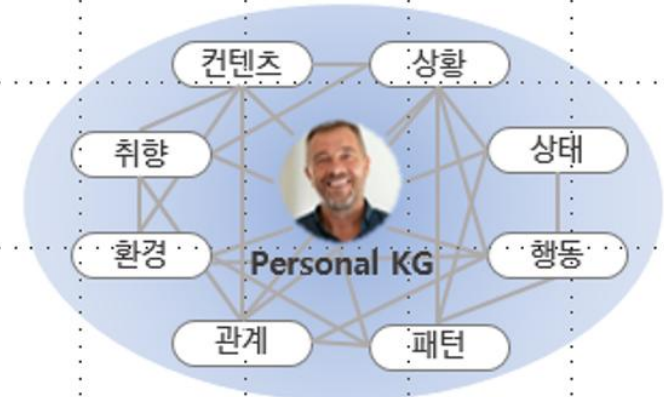 컨텐츠
상황
취향
상태
환경
Personal KG
행동
관계
패턴